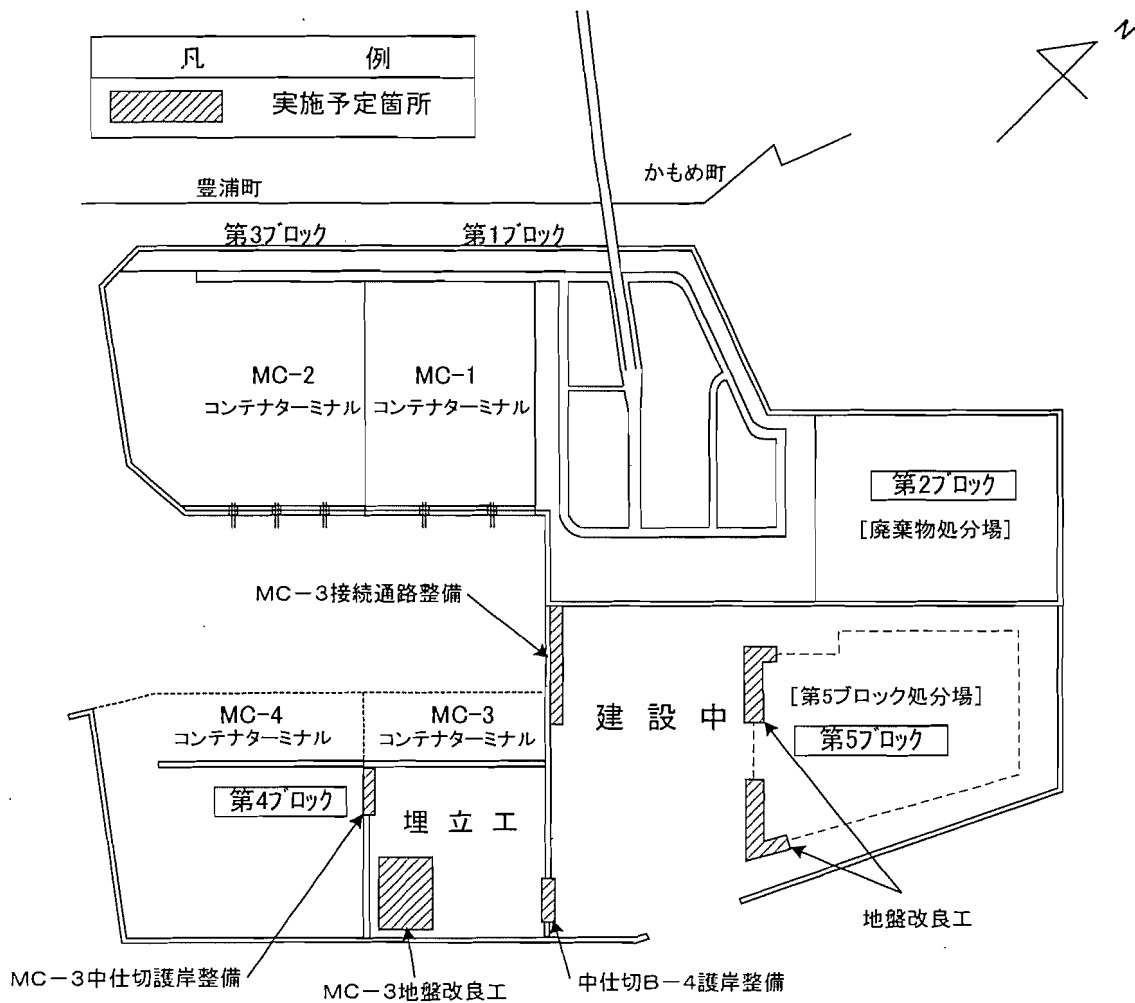 凡 例
実施予定箇所
N
豊浦町
かもめ町
第3ブロック
第1ブロック
MC-2
コンテナターミナル
MC-1
コンテナターミナル
第2ブロック
[廃棄物処分場]
MC-3接続通路整備
MC-4
コンテナターミナル
MC-3
コンテナターミナル
建設中
[第5ブロック処分場]
第5ブロック
第4ブロック
埋立工
地盤改良工
MC-3中仕切護岸整備
MC-3地盤改良工
中仕切B-4護岸整備